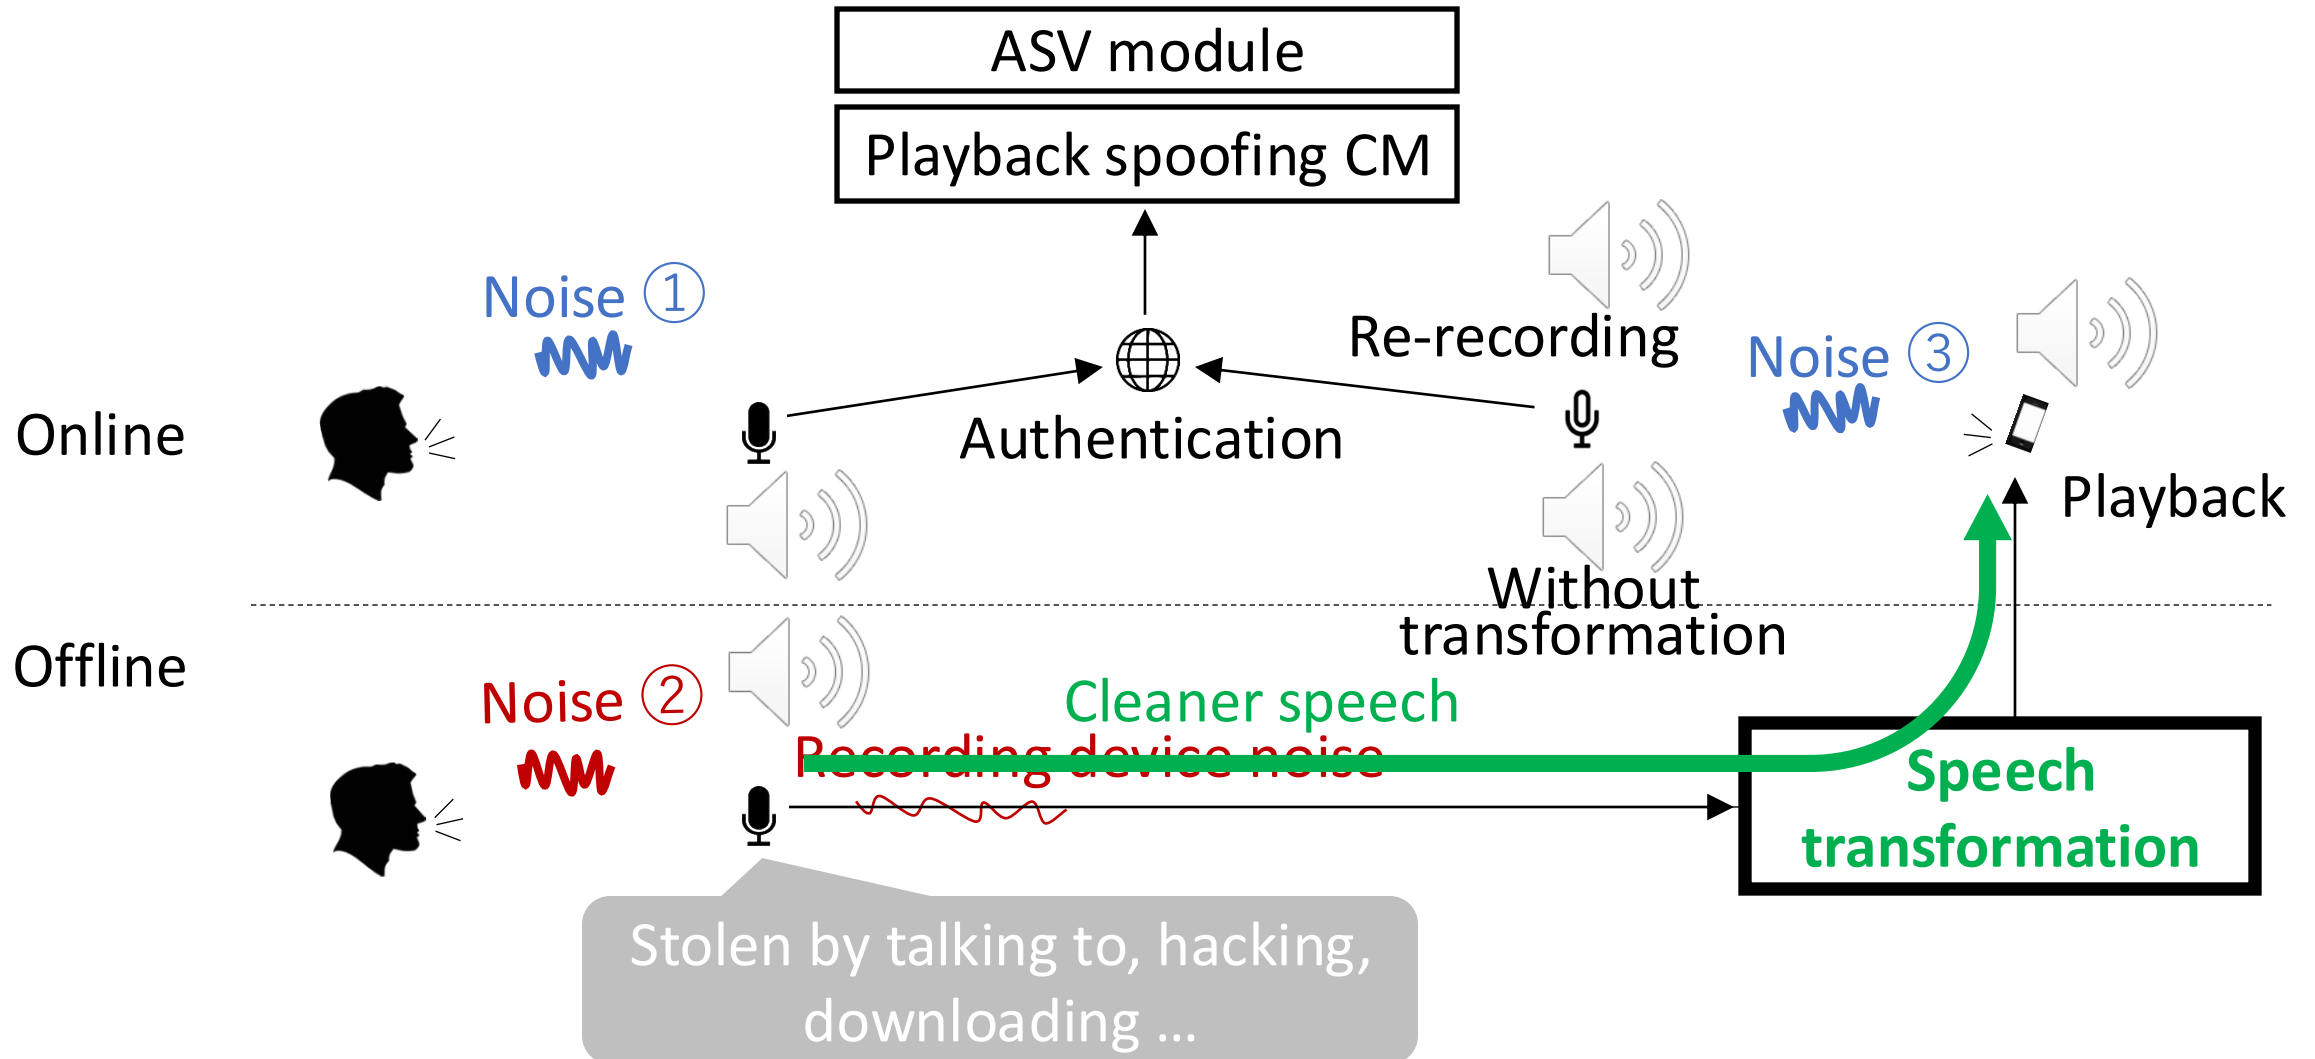 ASV module
Playback spoofing CM
Noise ①
Re-recording
Noise ③
Online
Authentication
Playback
Without
transformation
Offline
Noise ②
Cleaner speech
Recording device noise
Speech
transformation
Stolen by talking to, hacking,
downloading ...